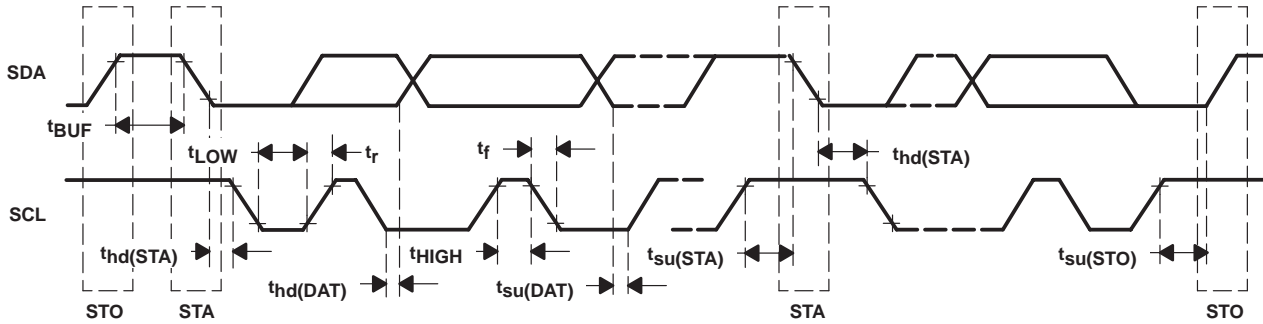 SDA
tBUF
tLOW
tr
tf
thd(STA)
SCL
thd(STA)
tHIGH
tsu(STA)
tsu(STO)
thd(DAT)
tsu(DAT)
STO
STA
STA
STO